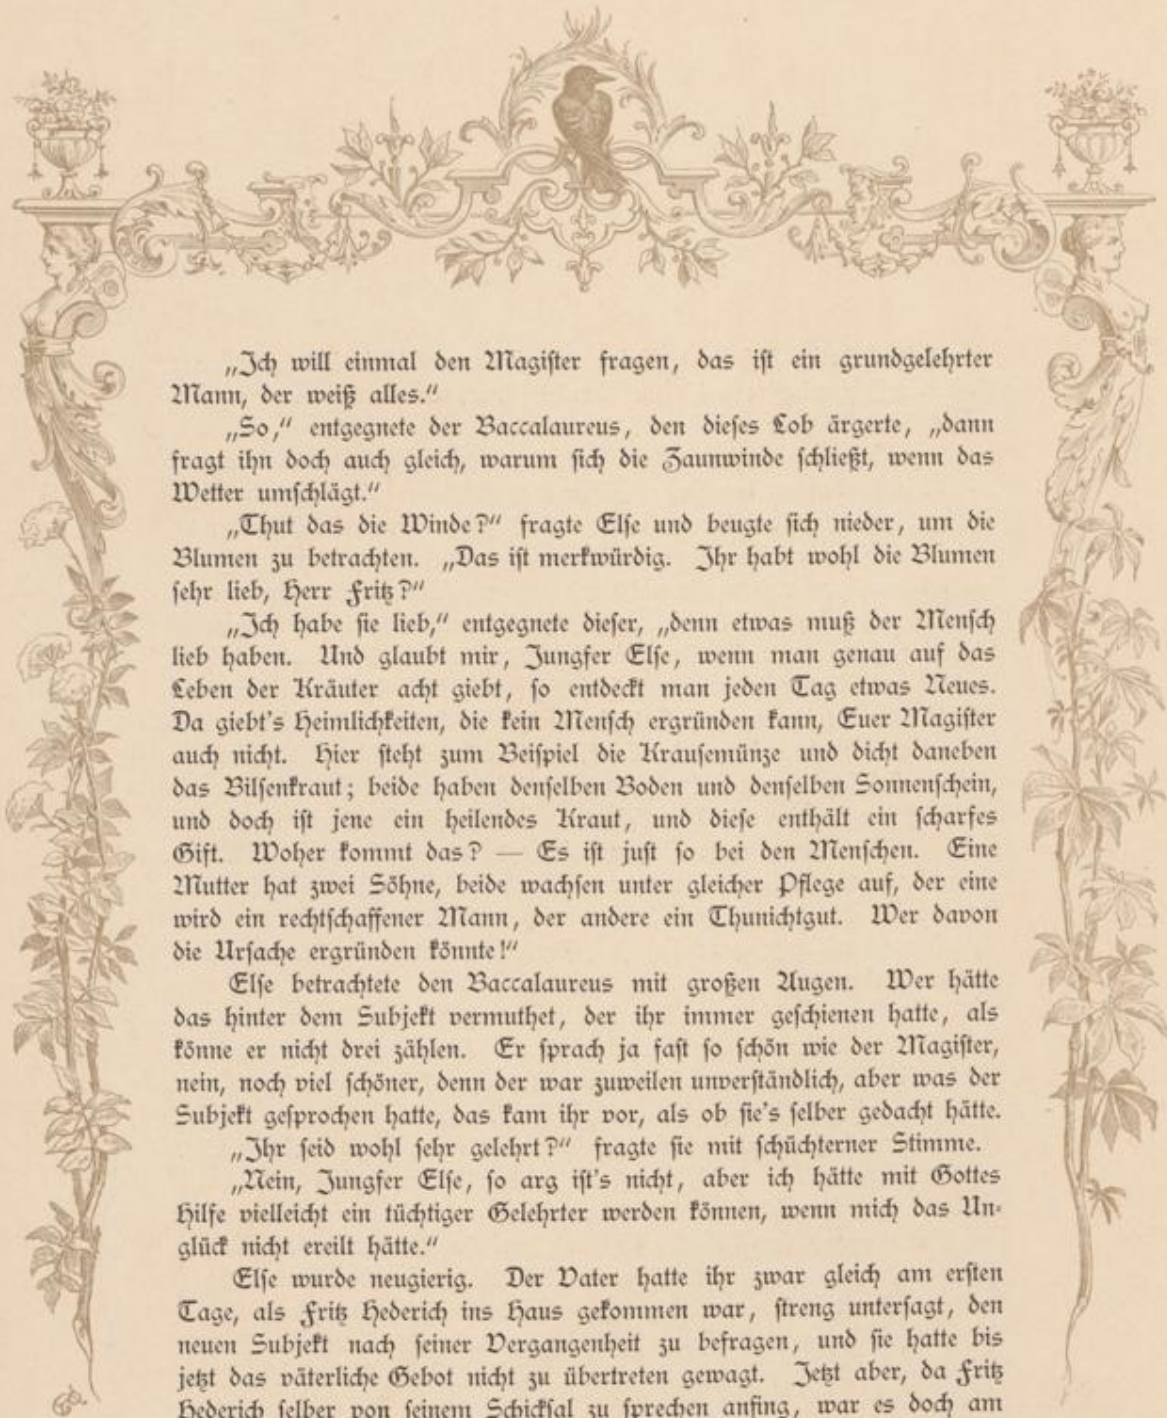 „Ich will einmal den Magister fragen, das ist ein grundgelehrter
Mann, der weiß alles.“
„So,“ entgegnete der Baccalaureus, den dieses Lob ärgerte, „dann
fragt ihn doch auch gleich, warum sich die Zaunwinde schließt, wenn das
Wetter umschlägt.“
„Thut das die Winde?“ fragte Else und beugte sich nieder, um die
Blumen zu betrachten. „Das ist merkwürdig. Ihr habt wohl die Blumen
sehr lieb, Herr Fritz?“
„Ich habe sie lieb,“ entgegnete dieser, „denn etwas muß der Mensch
lieb haben. Und glaubt mir, Jungfer Else, wenn man genau auf das
Leben der Kräuter acht giebt, so entdeckt man jeden Tag etwas Neues.
Da giebt's Heimlichkeiten, die kein Mensch ergründen kann, Euer Magister
auch nicht. Hier steht zum Beispiel die Krausemünze und dicht daneben
das Bilsenkraut; beide haben denselben Boden und denselben Sonnenschein,
und doch ist jene ein heilendes Kraut, und diese enthält ein scharfes
Gift. Woher kommt das? — Es ist just so bei den Menschen. Eine
Mutter hat zwei Söhne, beide wachsen unter gleicher Pflege auf, der eine
wird ein rechtschaffener Mann, der andere ein Thunichtgut. Wer davon
die Ursache ergründen könnte!“
Else betrachtete den Baccalaureus mit großen Augen. Wer hätte
das hinter dem Subjekt vermuthet, der ihr immer geschienen hatte, als
könne er nicht drei zählen. Er sprach ja fast so schön wie der Magister,
nein, noch viel schöner, denn der war zuweilen unverständlich, aber was der
Subjekt gesprochen hatte, das kam ihr vor, als ob sie's selber gedacht hätte.
„Ihr seid wohl sehr gelehrt?“ fragte sie mit schüchterner Stimme.
„Nein, Jungfer Else, so arg ist's nicht, aber ich hätte mit Gottes
Hilfe vielleicht ein tüchtiger Gelehrter werden können, wenn mich das Un-
glück nicht ereilt hätte.“
Else wurde neugierig. Der Vater hatte ihr zwar gleich am ersten
Tage, als Fritz Hederich ins Haus gekommen war, streng untersagt, den
neuen Subjekt nach seiner Vergangenheit zu befragen, und sie hatte bis
jetzt das väterliche Gebot nicht zu übertreten gewagt. Jetzt aber, da Fritz
Hederich selber von seinem Schicksal zu sprechen anfing, war es doch am